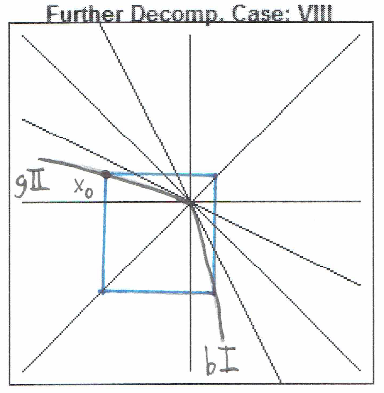 Further Decomp. Case: VIII
gII
x₀
bI